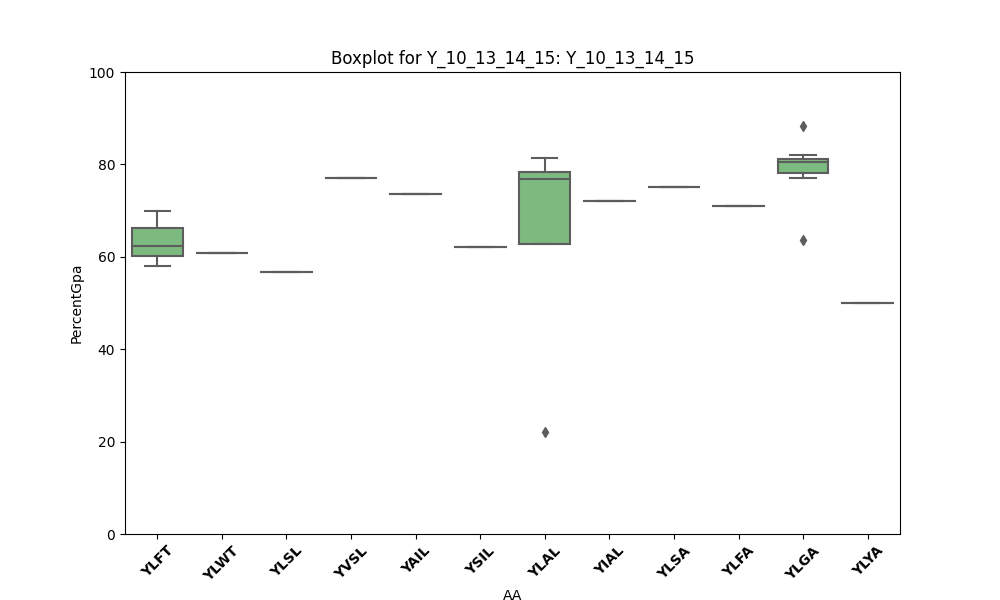 Boxplot for Y_10_13_14_15: Y_10_13_14_15
PercentGpa
100
80
60
40
20
0
YLFT YLWT YLSL YVSL YAIL YSIL YLAL YIAL YLSA YLFA YLGA YLYA
AA